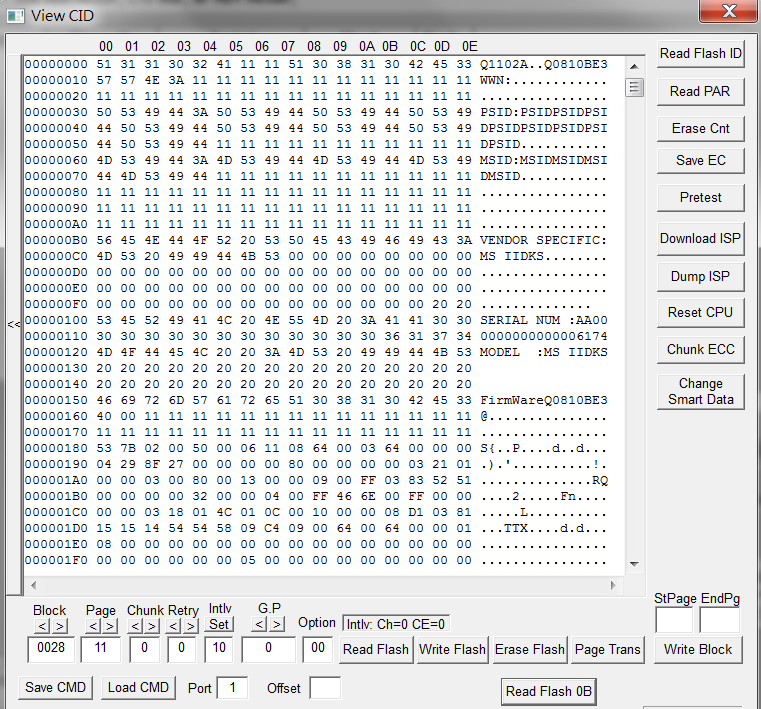 View CID
00 01 02 03 04 05 06 07 08 09 0A 0B 0C 0D 0E
00000000 51 31 31 30 32 41 11 11 51 30 38 31 30 42 45 33 Q1102A..Q0810BE3
00000010 57 57 4E 3A 11 11 11 11 11 11 11 11 11 11 11 11 WWN:............
00000020 11 11 11 11 11 11 11 11 11 11 11 11 11 11 11 11 ................
00000030 50 53 49 44 3A 50 53 49 44 50 53 49 44 50 53 49 PSID:PSIDPSIDPSI
00000040 44 50 53 49 44 50 53 49 44 50 53 49 44 50 53 49 DPSIDPSIDPSIDPSI
00000050 44 50 53 49 44 11 11 11 11 11 11 11 11 11 11 11 DPSID...........
00000060 4D 53 49 44 3A 4D 53 49 44 4D 53 49 44 4D 53 49 MSID:MSIDMSIDMSI
00000070 44 4D 53 49 44 11 11 11 11 11 11 11 11 11 11 11 DMSID...........
00000080 11 11 11 11 11 11 11 11 11 11 11 11 11 11 11 11 ................
00000090 11 11 11 11 11 11 11 11 11 11 11 11 11 11 11 11 ................
000000A0 11 11 11 11 11 11 11 11 11 11 11 11 11 11 11 11 ................
000000B0 56 45 4E 44 4F 52 20 53 50 45 43 49 46 49 43 3A VENDOR SPECIFIC:
000000C0 4D 53 20 49 49 44 4B 53 00 00 00 00 00 00 00 00 MS IIDKS........
000000D0 00 00 00 00 00 00 00 00 00 00 00 00 00 00 00 00 ................
000000E0 00 00 00 00 00 00 00 00 00 00 00 00 00 00 00 00 ................
000000F0 00 00 00 00 00 00 00 00 00 00 00 00 00 00 20 20 ..............
00000100 53 45 52 49 41 4C 20 4E 55 4D 20 3A 41 41 30 30 SERIAL NUM :AA00
00000110 30 30 30 30 30 30 30 30 30 30 30 36 31 37 34 0000000000006174
00000120 4D 4F 44 45 4C 20 20 3A 4D 53 20 49 49 44 4B 53 MODEL  :MS IIDKS
00000130 20 20 20 20 20 20 20 20 20 20 20 20 20 20 20 20
00000140 20 20 20 20 20 20 20 20 20 20 20 20 20 20 20 20
00000150 46 69 72 6D 57 61 72 65 51 30 38 31 30 42 45 33 FirmWareQ0810BE3
00000160 40 00 11 11 11 11 11 11 11 11 11 11 11 11 11 11 @...............
00000170 11 11 11 11 11 11 11 11 11 11 11 11 11 11 11 11 ................
00000180 53 7B 02 00 50 00 06 11 08 64 00 03 64 00 00 00 S{..P....d..d...
00000190 04 29 8F 27 00 00 00 00 80 00 00 00 00 03 21 01 .).'..........!.
000001A0 00 00 03 00 80 00 13 00 00 09 00 FF 03 83 52 51 ..............RQ
000001B0 00 00 00 00 32 00 00 04 00 FF 46 6E 00 FF 00 00 ....2.....Fn....
000001C0 00 00 03 18 01 4C 01 0C 00 10 00 00 08 D1 03 81 .....L..........
000001D0 15 15 14 54 54 58 09 C4 09 00 64 00 64 00 00 01 ...TTX....d.d...
000001E0 08 00 00 00 00 00 00 00 00 00 00 00 00 00 00 00 ................
000001F0 00 00 00 00 00 00 05 00 00 00 00 00 00 00 00 00 ................
<<
Read Flash ID
Read PAR
Erase Cnt
Save EC
Pretest
Download ISP
Dump ISP
Reset CPU
Chunk ECC
Change
Smart Data
StPage EndPg
Block Page Chunk Retry Intlv G.P
< > < > < > < > Set < > Option Intlv: Ch=0 CE=0
0028 11 0 0 10 0 00 Read Flash Write Flash Erase Flash Page Trans Write Block
Save CMD Load CMD Port 1 Offset Read Flash 0B